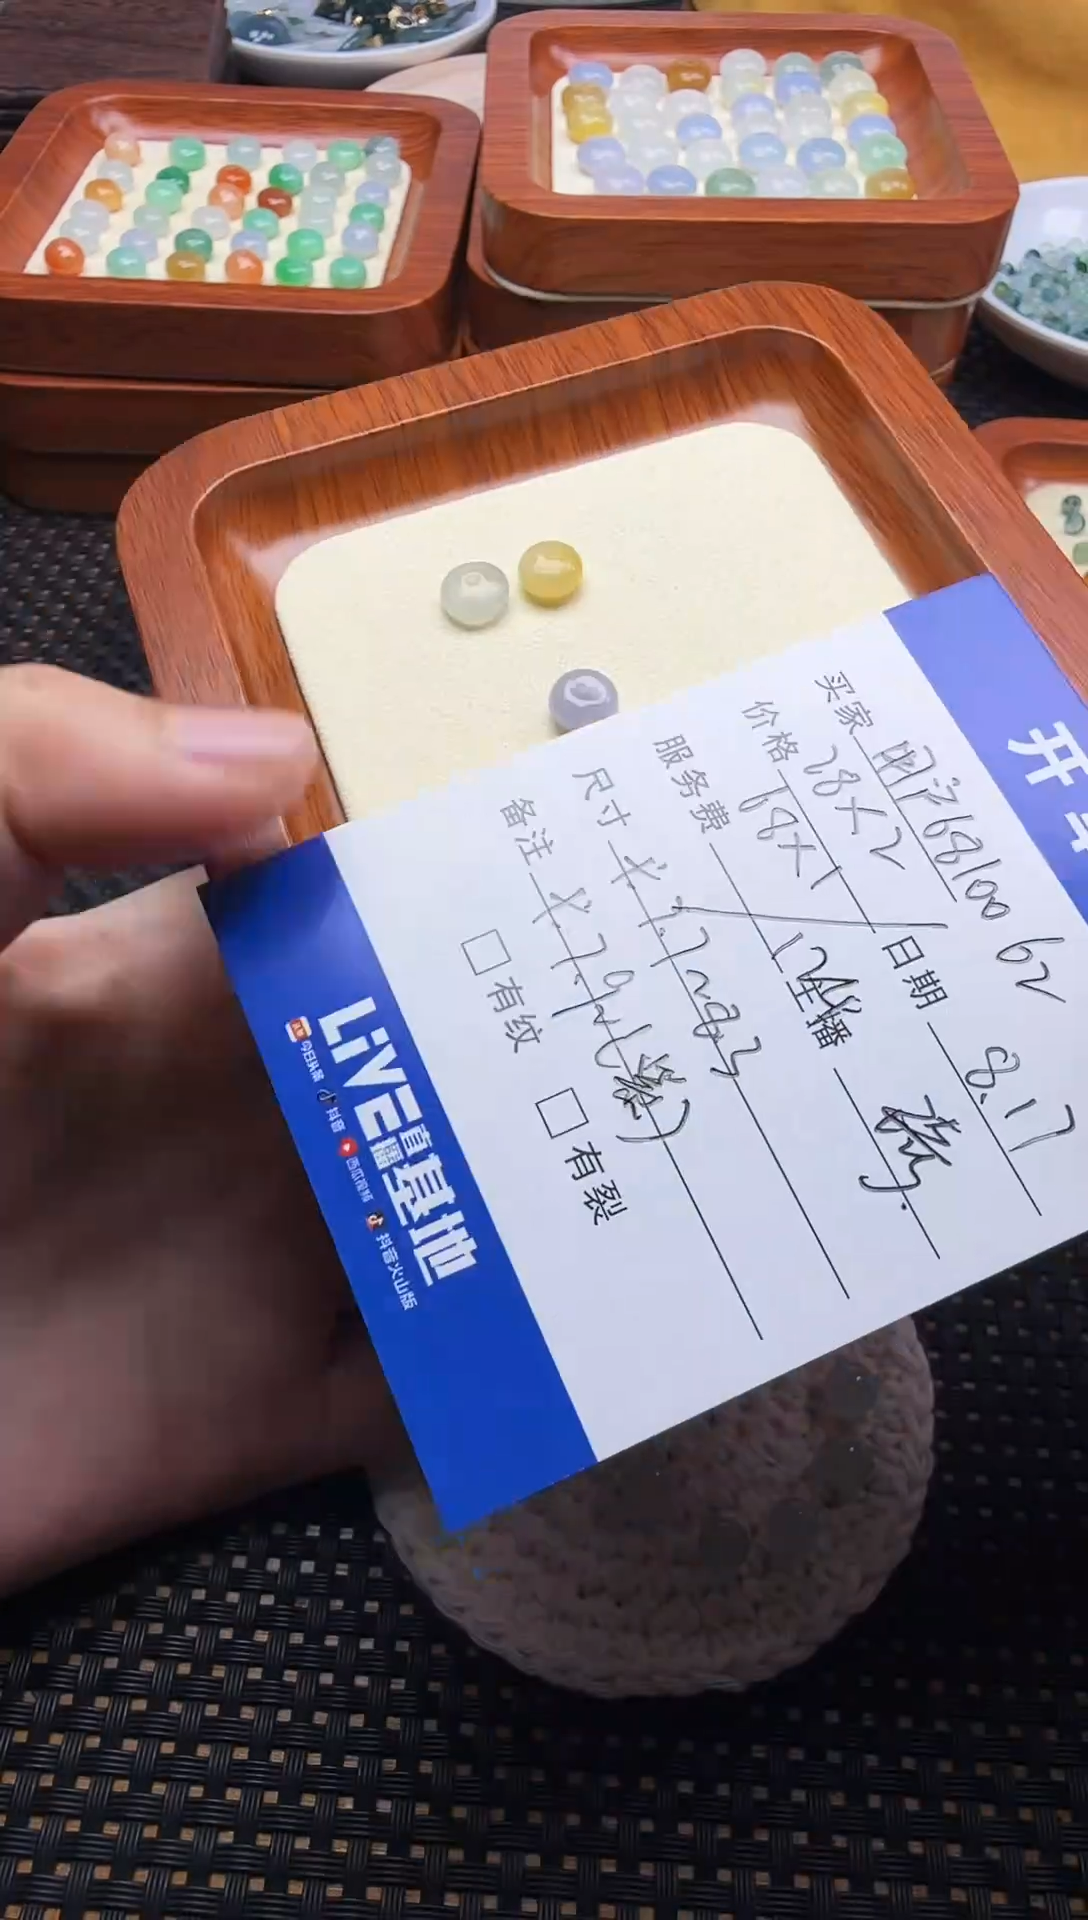 开
买家 用户68100 62
价格 28×2
18×1
日期 8.17
服务费
主播
尺寸
备注
有纹
有裂
LIVE直播基地
今日头条 抖音 西瓜视频 抖音火山版